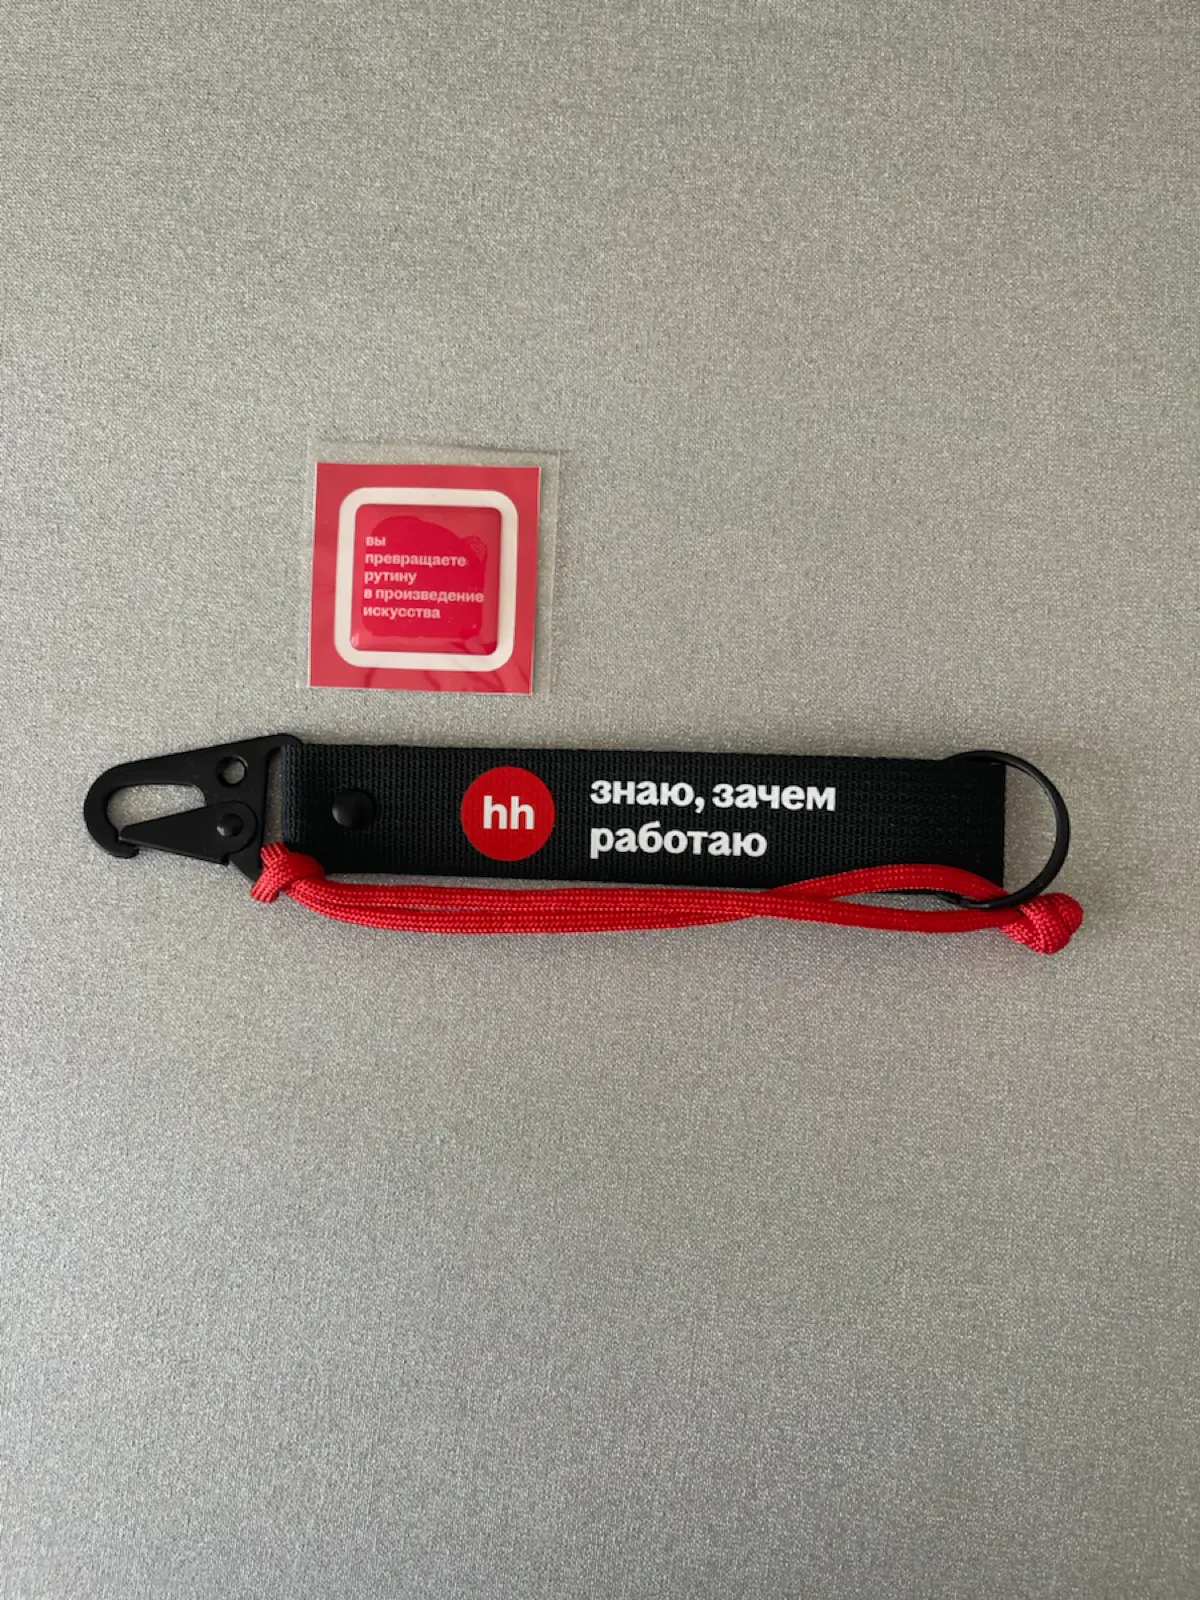 вы
превращаете
рутину
в произведение
искусства
hh
знаю, зачем
работаю